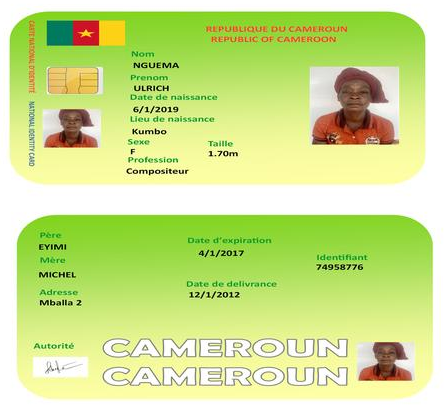 REPUBLIQUE DU CAMEROUN
REPUBLIC OF CAMEROON
CARTE NATIONAL D'IDENTITÉ
NATIONAL IDENTITY CARD
Nom
NGUEMA
Prenom
ULRICH
Date de naissance
6/1/2019
Lieu de naissance
Kumbo
Sexe
F
Taille
1.70m
Profession
Compositeur
Père
EYIMI
Mère
MICHEL
Adresse
Mballa 2
Date d'expiration
4/1/2017
Date de delivrance
12/1/2012
Identifiant
74958776
Autorité
CAMEROUN
CAMEROUN